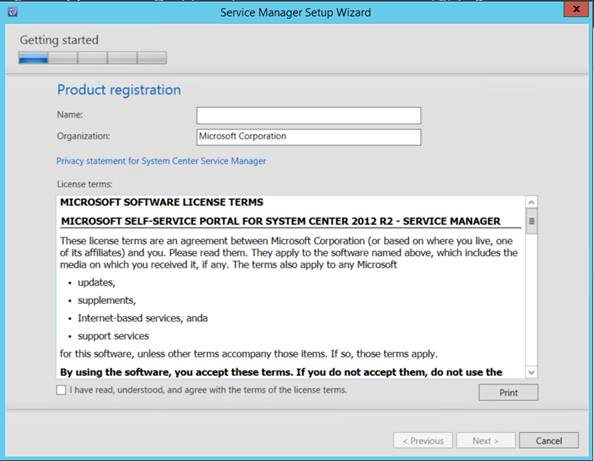 Service Manager Setup Wizard
x
Getting started
Product registration
Name:
Organization:
Microsoft Corporation
Privacy statement for System Center Service Manager
License terms:
MICROSOFT SOFTWARE LICENSE TERMS
MICROSOFT SELF-SERVICE PORTAL FOR SYSTEM CENTER 2012 R2 - SERVICE MANAGER
These license terms are an agreement between Microsoft Corporation (or based on where you live, one
of its affiliates) and you. Please read them. They apply to the software named above, which includes the
media on which you received it, if any. The terms also apply to any Microsoft
• updates,
• supplements,
• Internet-based services, anda
• support services
for this software, unless other terms accompany those items. If so, those terms apply.
By using the software, you accept these terms. If you do not accept them, do not use the
I have read, understood, and agree with the terms of the license terms.
Print
< Previous
Next >
Cancel